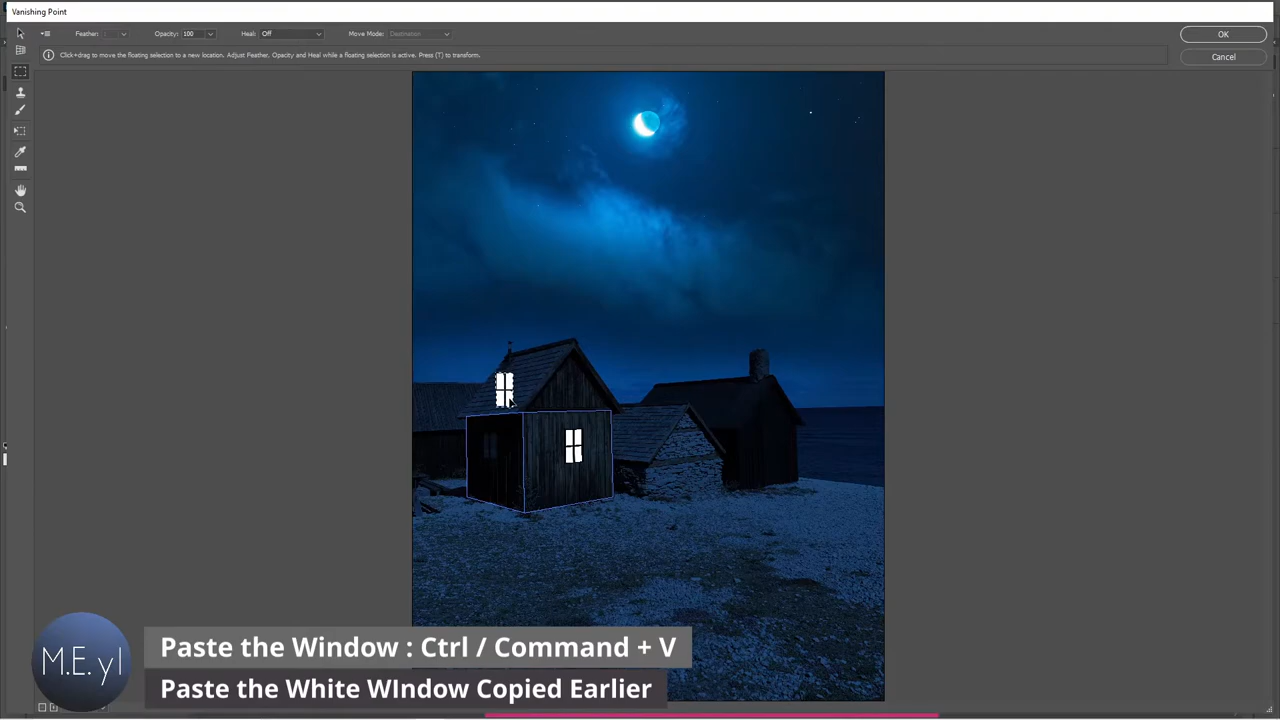 Vanishing Point
Feather: 1 Opacity: 100 Heal: Off Move Mode: Destination OK
Click+drag to move the floating selection to a new location. Adjust Feather, Opacity and Heal while a floating selection is active. Press (T) to transform. Cancel
M.E.yl
Paste the Window : Ctrl / Command + V
Paste the White WIndow Copied Earlier